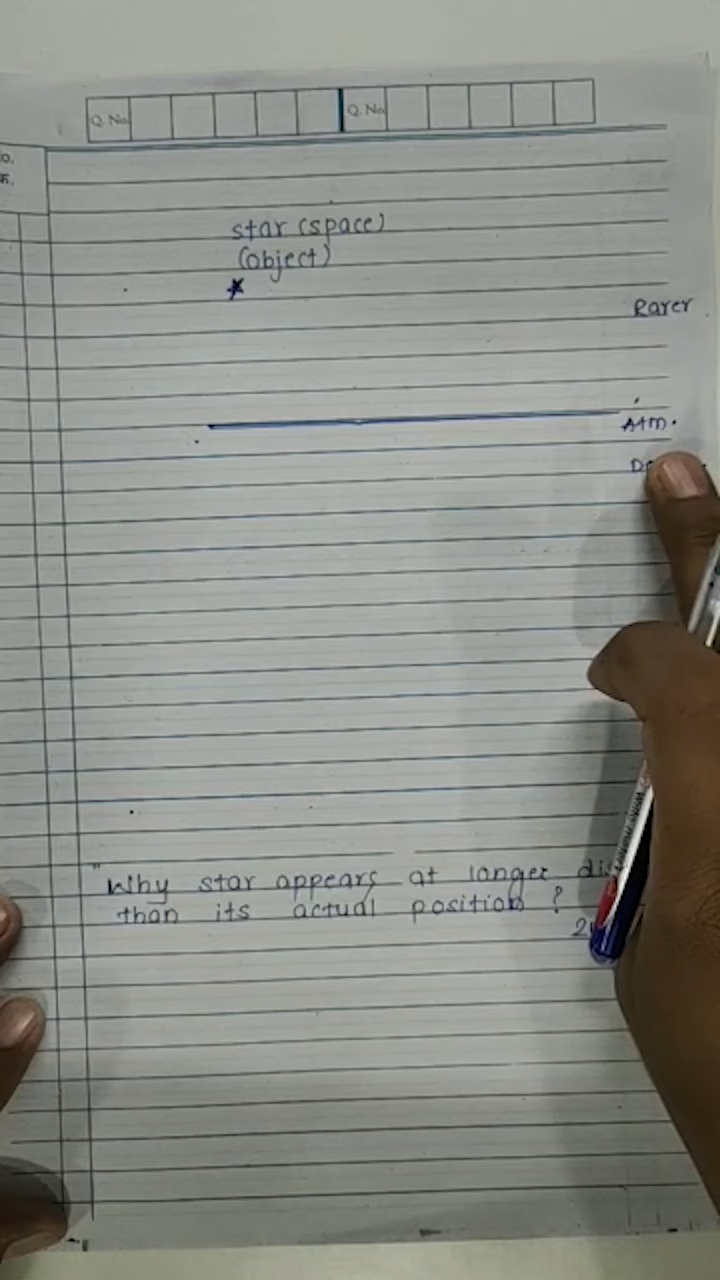 Q. No.
Q. No.
star (space)
(object)
Rarer
Atm.
"Why star appears at longer
than its actual position ?